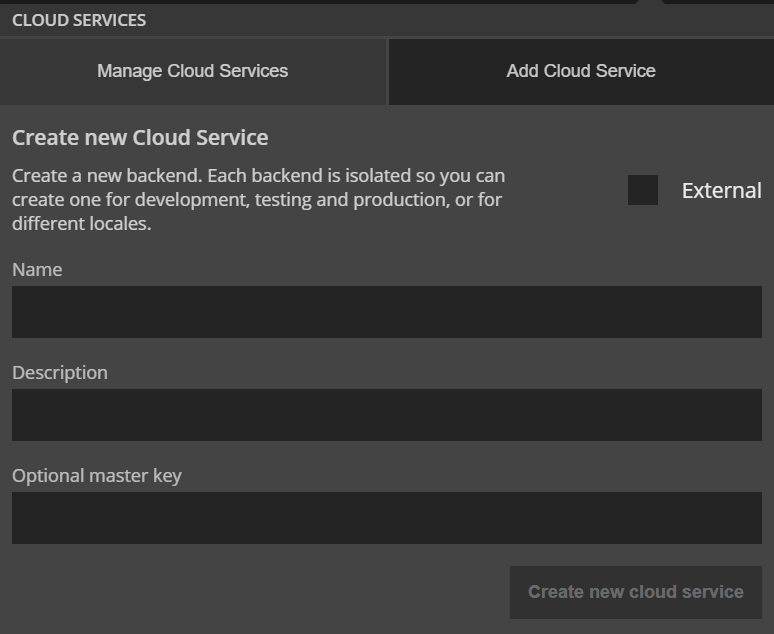 CLOUD SERVICES
Manage Cloud Services
Add Cloud Service
Create new Cloud Service
Create a new backend. Each backend is isolated so you can
create one for development, testing and production, or for
different locales.
External
Name
Description
Optional master key
Create new cloud service